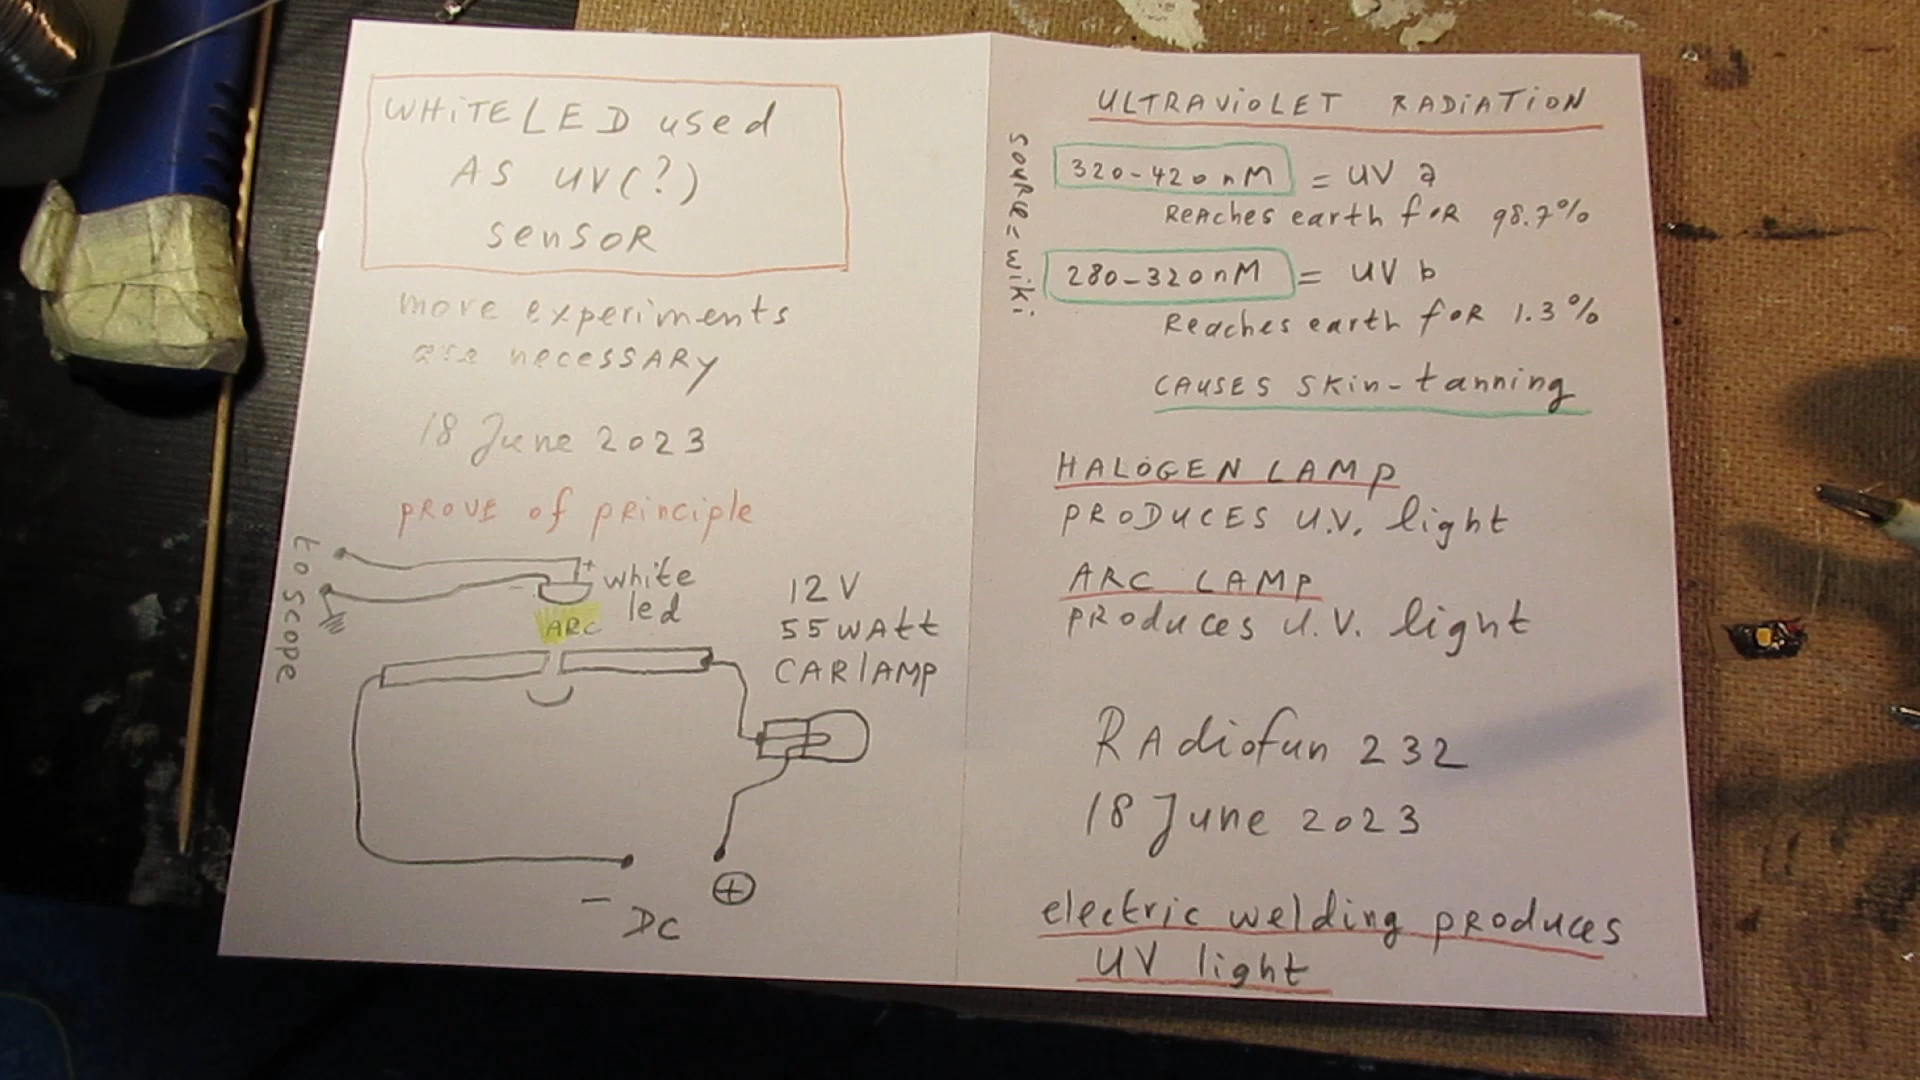 WHiTE LED used
AS UV(?)
SENSOR
more experiments
are necessary
18 June 2023
PROVE of principle
to scope
+
-
white
led
ARC
12 V
55 WAtt
CARlAMP
- DC
+
ULTRAViOLET RADiATiON
source = wiki
320-420 nM = UV a
Reaches earth foR 98.7%
280-320 nM = UV b
Reaches earth foR 1.3%
CAUSES SKin-tanning
HALOGEN LAMP
PRODUCES U.V. light
ARC LAMP
PRODUCES U.V. light
RAdiofun 232
18 June 2023
electric welding pRoduces
UV light